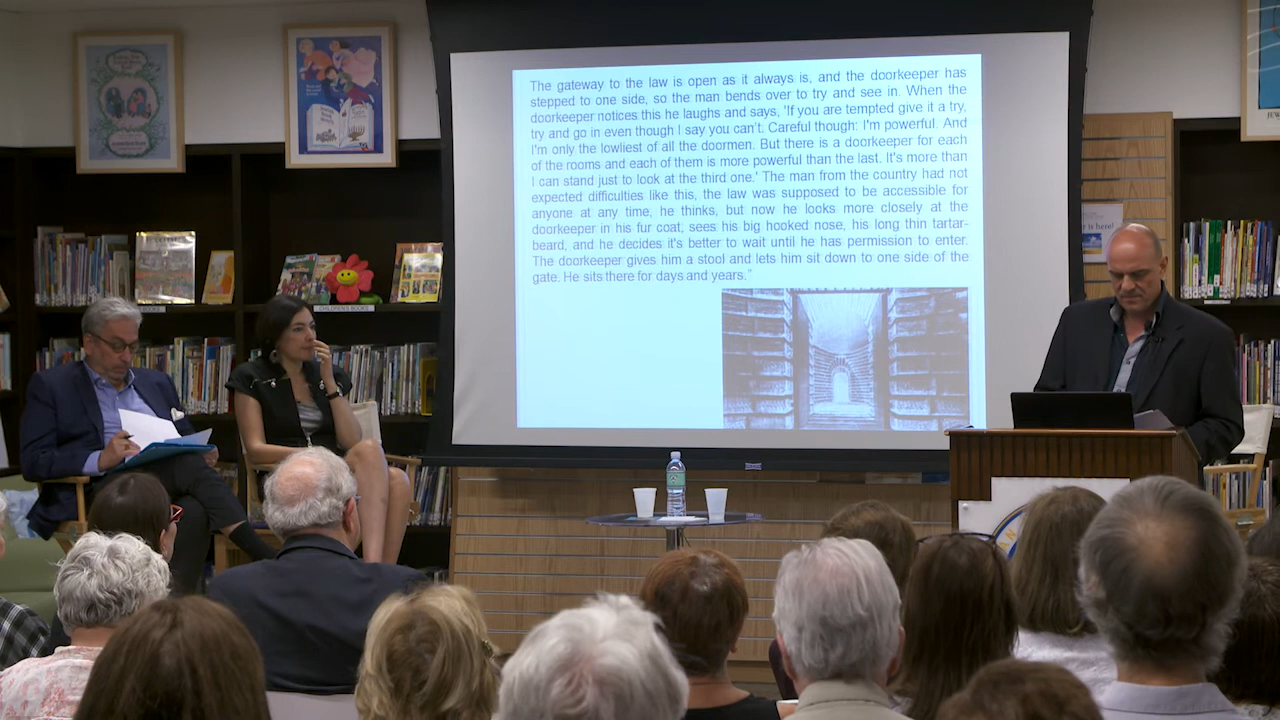 The gateway to the law is open as it always is, and the doorkeeper has
stepped to one side, so the man bends over to try and see in. When the
doorkeeper notices this he laughs and says, 'If you are tempted give it a try,
try and go in even though I say you can't. Careful though: I'm powerful. And
I'm only the lowliest of all the doormen. But there is a doorkeeper for each
of the rooms and each of them is more powerful than the last. It's more than
I can stand just to look at the third one.' The man from the country had not
expected difficulties like this, the law was supposed to be accessible for
anyone at any time, he thinks, but now he looks more closely at the
doorkeeper in his fur coat, sees his big hooked nose, his long thin tartar-
beard, and he decides it's better to wait until he has permission to enter.
The doorkeeper gives him a stool and lets him sit down to one side of the
gate. He sits there for days and years."
is here!
CHILDREN'S BOOKS